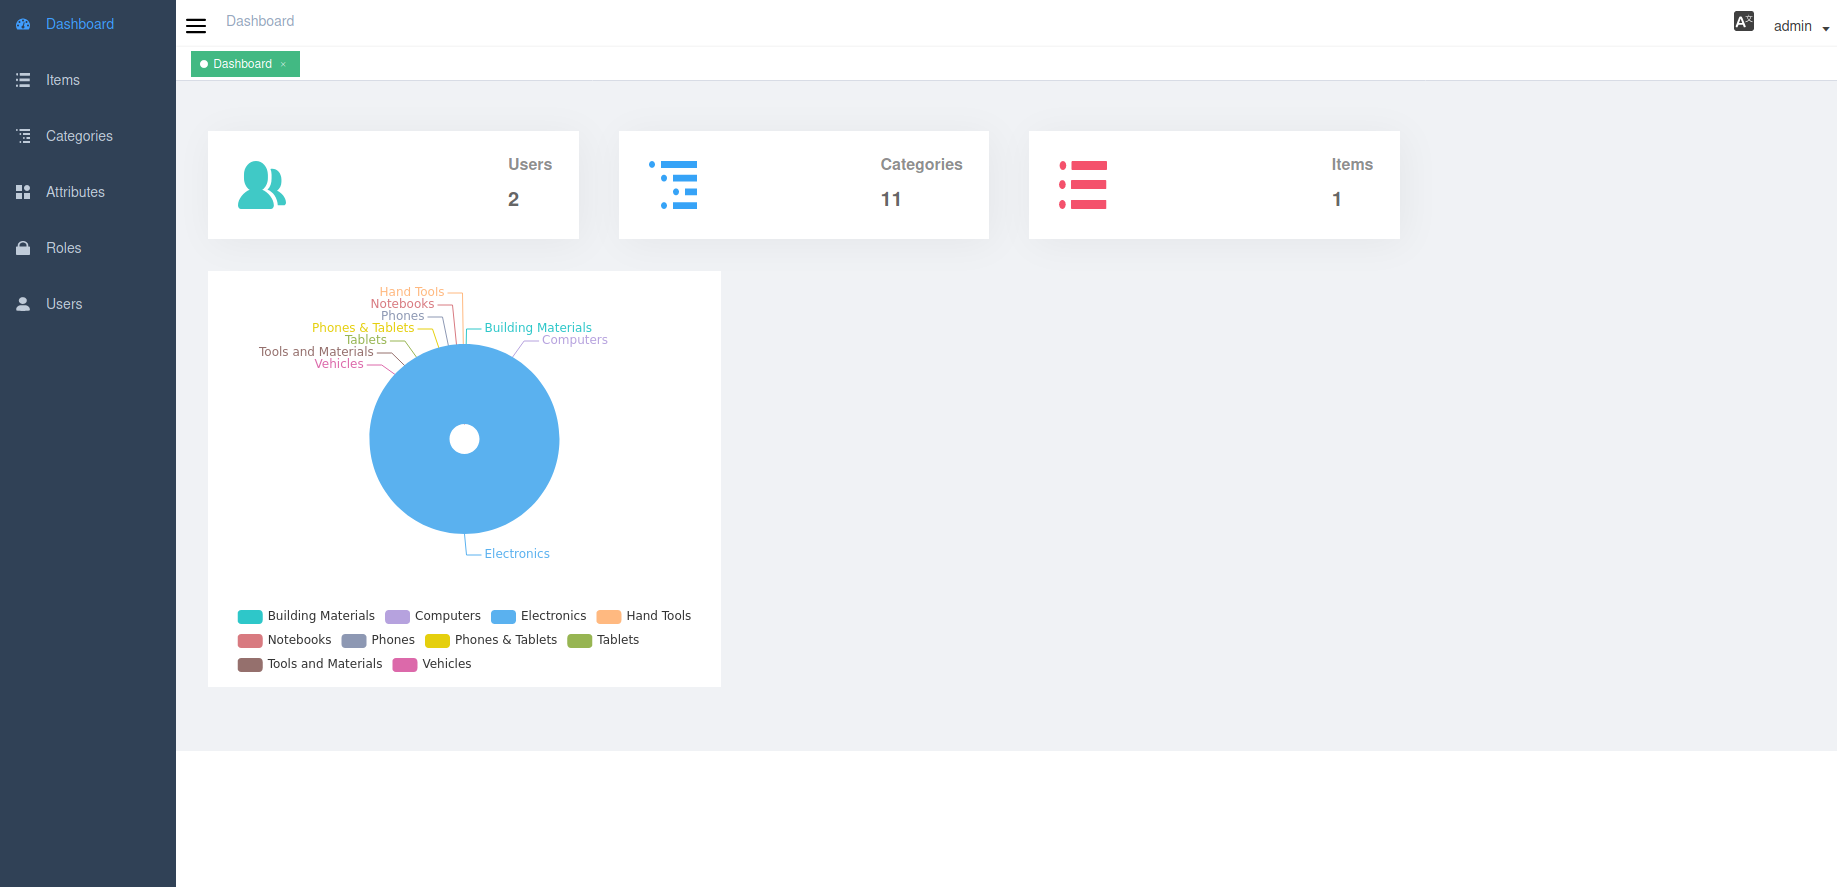 Dashboard
Items
Categories
Attributes
Roles
Users
Dashboard
A文
admin
Dashboard ×
Users
2
Categories
11
Items
1
Hand Tools
Notebooks
Phones
Phones & Tablets
Tablets
Tools and Materials
Vehicles
Building Materials
Computers
Electronics
Building Materials Computers Electronics Hand Tools
Notebooks Phones Phones & Tablets Tablets
Tools and Materials Vehicles